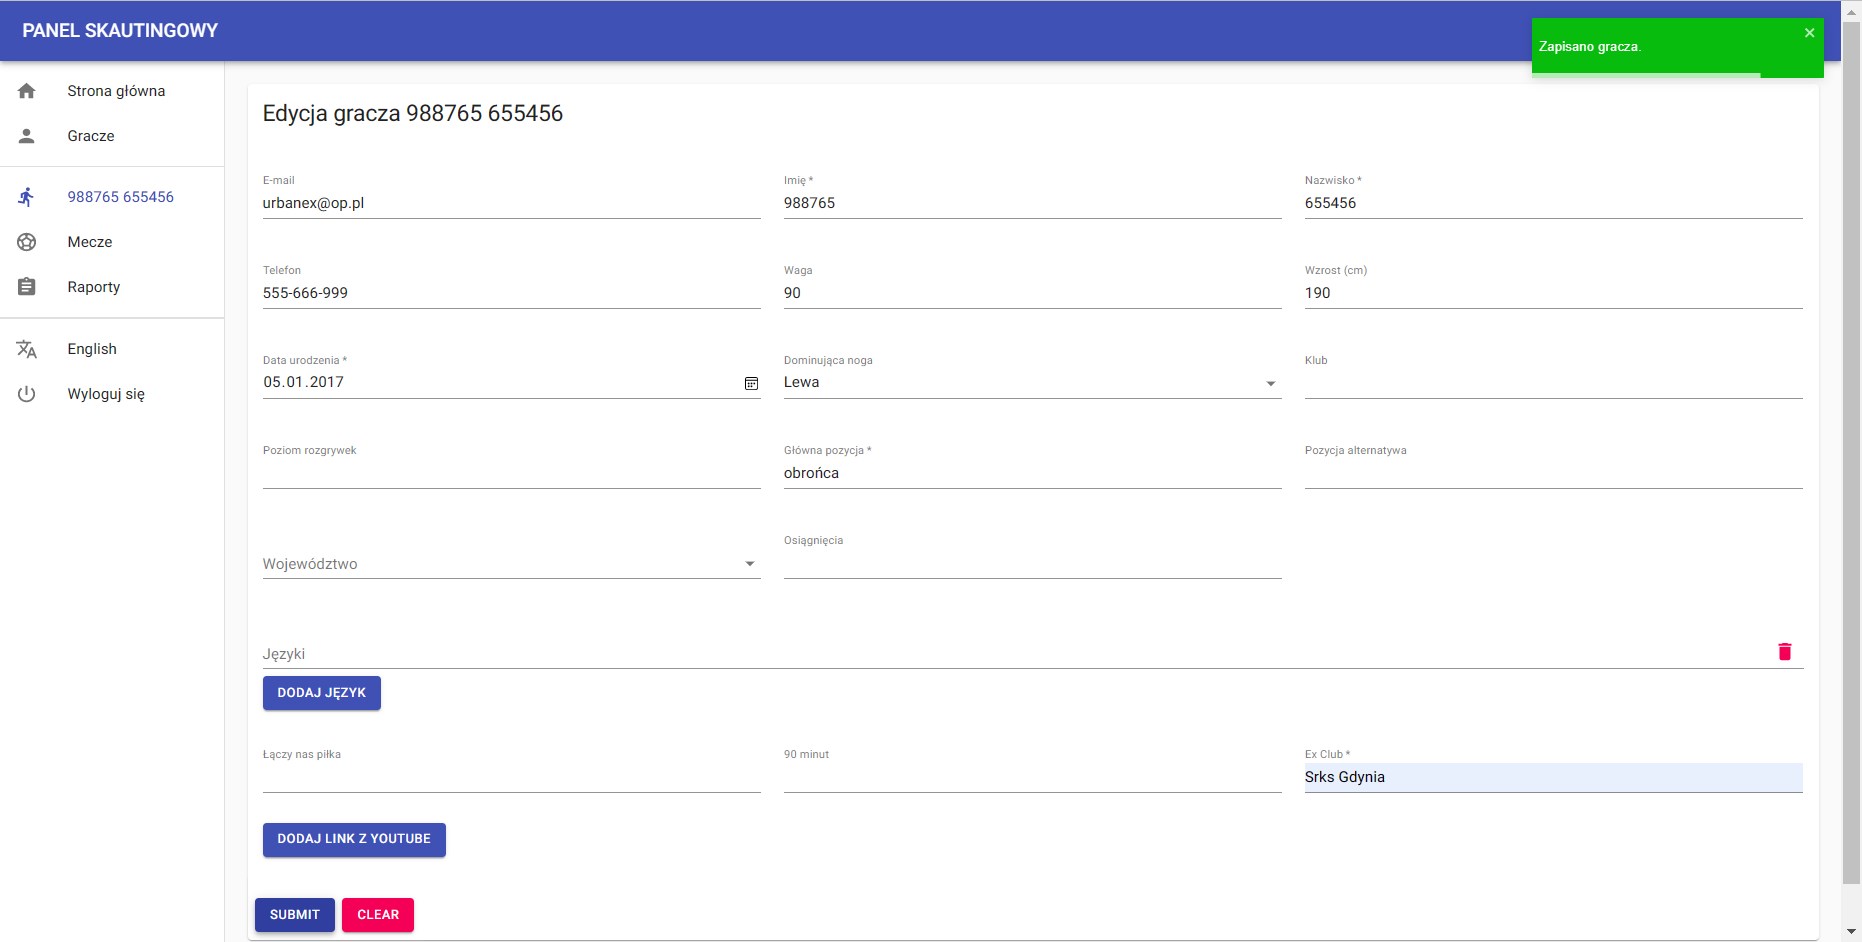 PANEL SKAUTINGOWY
Zapisano gracza.
Strona główna
Gracze
988765 655456
Mecze
Raporty
English
Wyloguj się
Edycja gracza 988765 655456
E-mail
urbanex@op.pl
Imię *
988765
Nazwisko *
655456
Telefon
555-666-999
Waga
90
Wzrost (cm)
190
Data urodzenia *
05.01.2017
Dominująca noga
Lewa
Klub
Poziom rozgrywek
Główna pozycja *
obrońca
Pozycja alternatywa
Województwo
Osiągnięcia
Języki
DODAJ JĘZYK
Łączy nas piłka
90 minut
Ex Club *
Srks Gdynia
DODAJ LINK Z YOUTUBE
SUBMIT
CLEAR